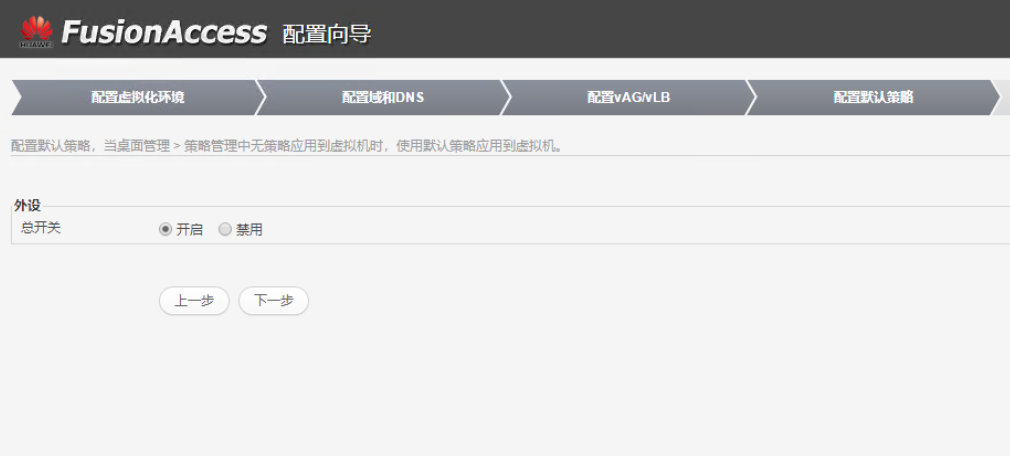 HUAWEI FusionAccess 配置向导
配置虚拟化环境 配置域和DNS 配置vAG/vLB 配置默认策略
配置默认策略，当桌面管理 > 策略管理中无策略应用到虚拟机时，使用默认策略应用到虚拟机。
外设
总开关 开启 禁用
上一步 下一步